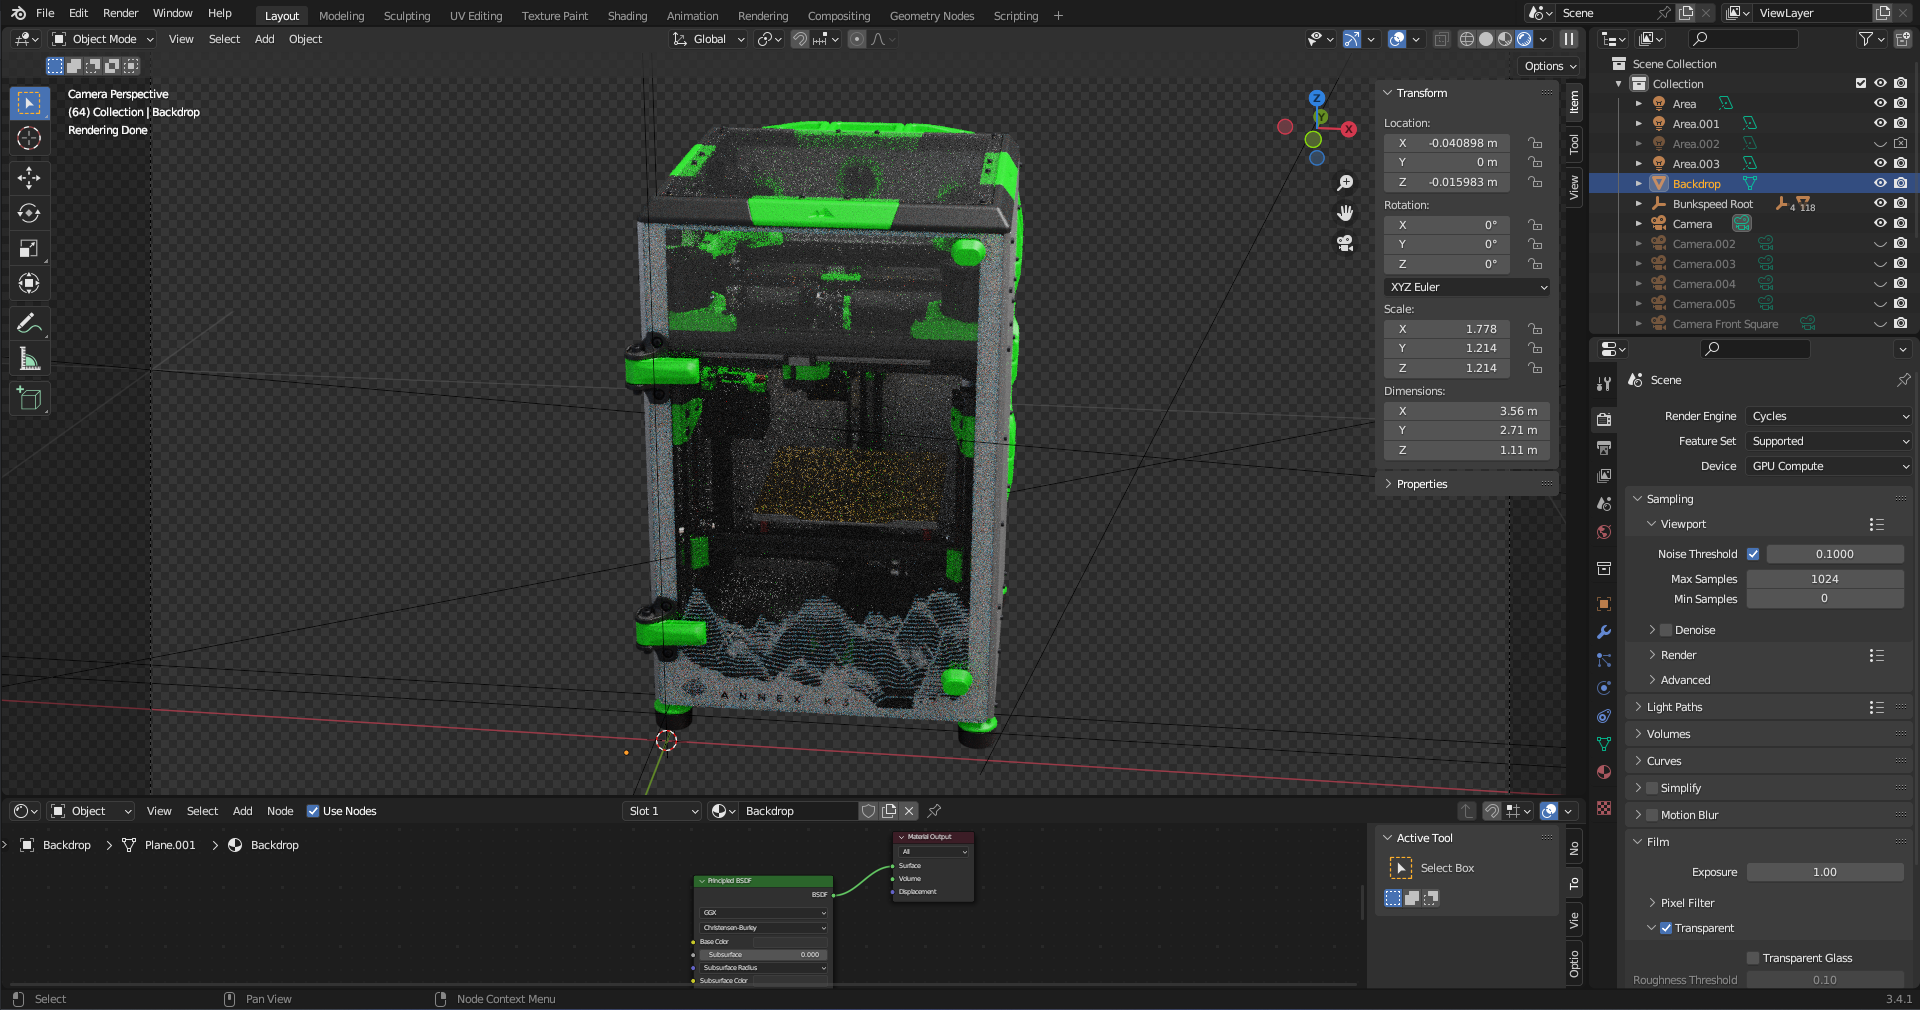 File Edit Render Window Help Layout Modeling Sculpting UV Editing Texture Paint Shading Animation Rendering Compositing Geometry Nodes Scripting + Scene ViewLayer
Object Mode View Select Add Object Global
Options
Camera Perspective
(64) Collection | Backdrop
Rendering Done
Z
Y
X
Transform
Location:
X -0.040898 m
Y 0 m
Z -0.015983 m
Rotation:
X 0°
Y 0°
Z 0°
XYZ Euler
Scale:
X 1.778
Y 1.214
Z 1.214
Dimensions:
X 3.56 m
Y 2.71 m
Z 1.11 m
Properties
Item
Tool
View
ANNEX K3
Scene Collection
Collection
Area
Area.001
Area.002
Area.003
Backdrop
Bunkspeed Root 4 118
Camera
Camera.002
Camera.003
Camera.004
Camera.005
Camera Front Square
Scene
Render Engine Cycles
Feature Set Supported
Device GPU Compute
Sampling
Viewport
Noise Threshold 0.1000
Max Samples 1024
Min Samples 0
Denoise
Render
Advanced
Light Paths
Volumes
Curves
Simplify
Motion Blur
Film
Exposure 1.00
Pixel Filter
Transparent
Transparent Glass
Roughness Threshold 0.10
Object View Select Add Node Use Nodes Slot 1 Backdrop
Backdrop > Plane.001 > Backdrop
Material Output
All
Surface
Volume
Displacement
Principled BSDF
BSDF
GGX
Christensen-Burley
Base Color
Subsurface 0.000
Subsurface Radius
Subsurface Color
Active Tool
Select Box
No
To
Vie
Optio
Select Pan View Node Context Menu 3.4.1